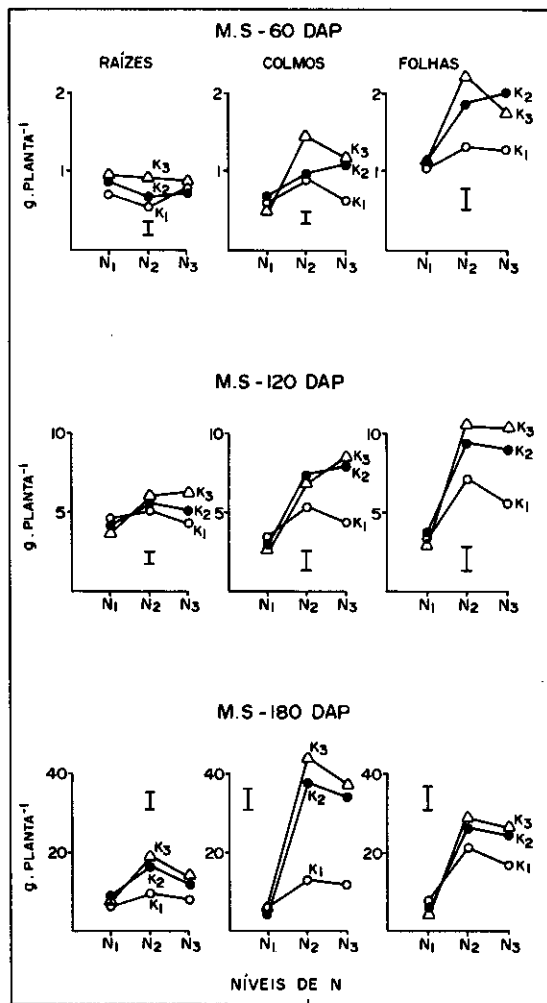 M.S - 60 DAP
RAÍZES COLMOS FOLHAS
g. PLANTA⁻¹
2
1
K₃
K₂
K₁
N₁ N₂ N₃
2
1
K₃
K₂
K₁
N₁ N₂ N₃
2
1
K₂
K₃
K₁
N₁ N₂ N₃
M.S - 120 DAP
g. PLANTA⁻¹
10
5
K₃
K₂
K₁
N₁ N₂ N₃
10
5
K₃
K₂
K₁
N₁ N₂ N₃
10
5
K₃
K₂
K₁
N₁ N₂ N₃
M.S - 180 DAP
g. PLANTA⁻¹
40
20
K₃
K₂
K₁
N₁ N₂ N₃
40
20
K₃
K₂
K₁
N₁ N₂ N₃
40
20
K₃
K₂
K₁
N₁ N₂ N₃
NÍVEIS DE N